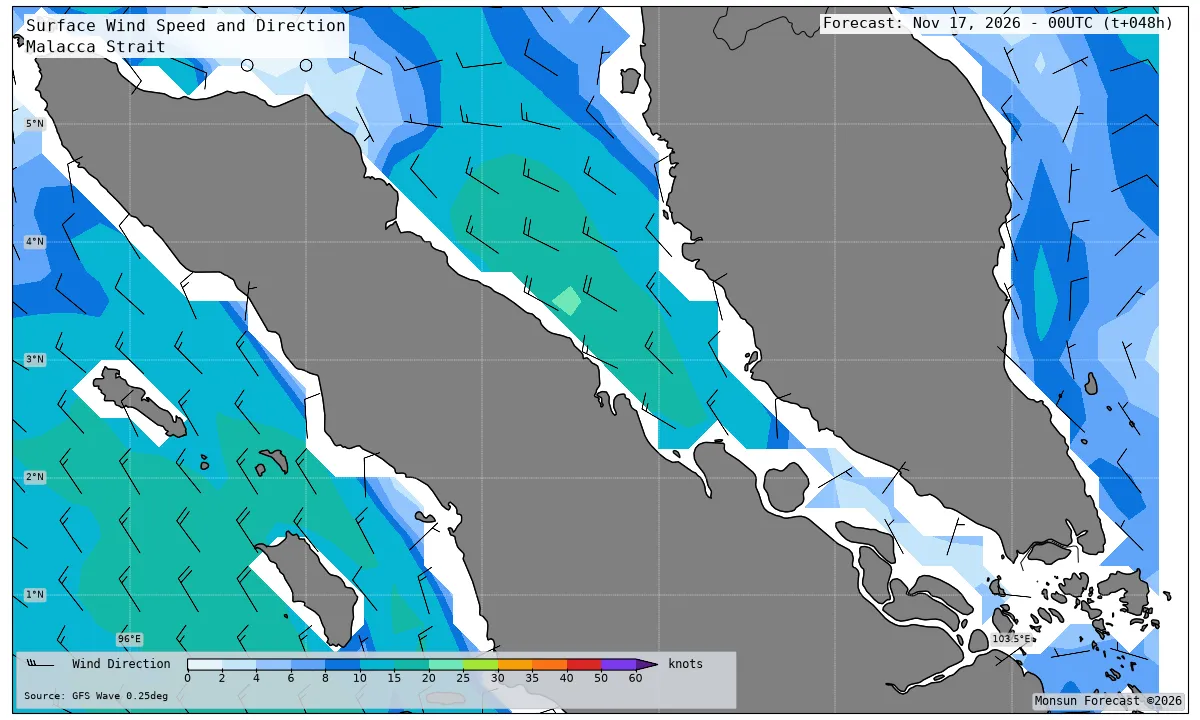 Surface Wind Speed and Direction
Malacca Strait
Forecast: Nov 17, 2026 - 00UTC (t+048h)
5°N
4°N
3°N
2°N
1°N
96°E
103.5°E
Wind Direction
knots
0 2 4 6 8 10 15 20 25 30 35 40 50 60
Source: GFS Wave 0.25deg
Monsun Forecast ©2026